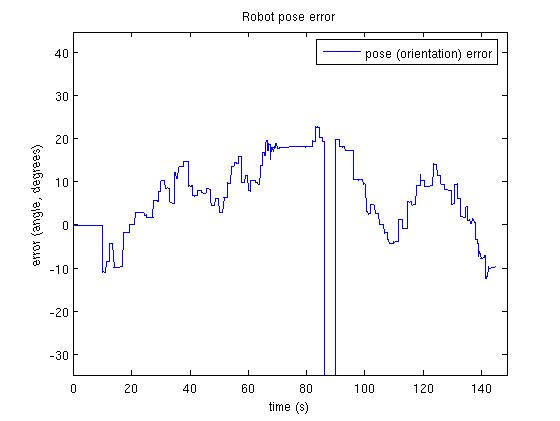 Robot pose error
pose (orientation) error
error (angle, degrees)
40
30
20
10
0
-10
-20
-30
0 20 40 60 80 100 120 140
time (s)